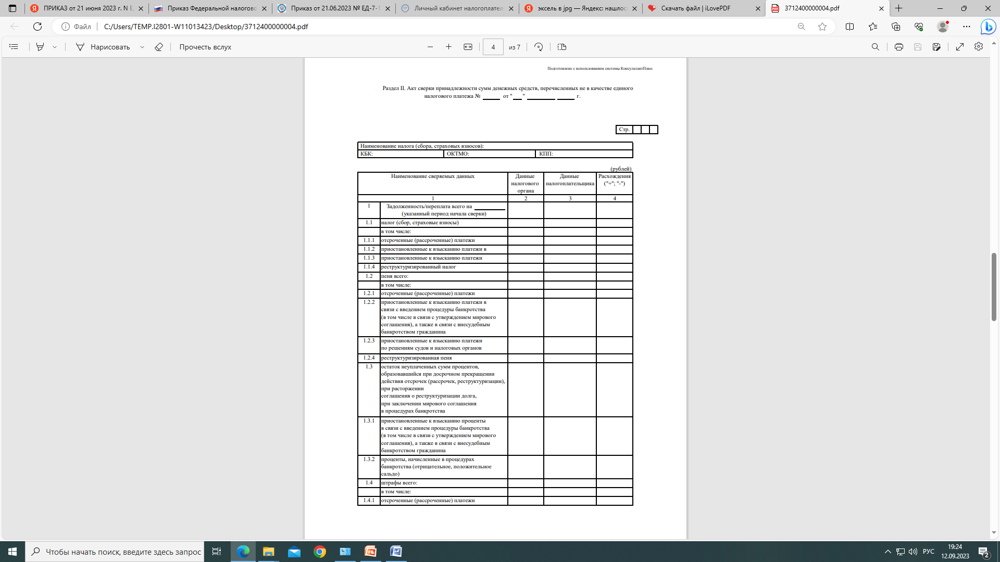 ПРИКАЗ от 21 июня 2023 г. N Е
Приказ Федеральной налогово
Приказ от 21.06.2023 № ЕД-7-1
Личный кабинет налогоплател
эксель в jpg — Яндекс: нашлос
Скачать файл | iLovePDF
3712400000004.pdf
Файл
C:/Users/TEMP.I2801-W11013423/Desktop/3712400000004.pdf
Нарисовать
Прочесть вслух
4
из 7
Подготовлено с использованием системы КонсультантПлюс
Раздел II. Акт сверки принадлежности сумм денежных средств, перечисленных не в качестве единого
налогового платежа № ______ от "___" __________ ______ г.
Стр.
Наименование налога (сбора, страховых взносов):
КБК: ОКТМО: КПП:
(рублей)
Наименование сверяемых данных
Данные налогового органа
Данные налогоплательщика
Расхождения ("+"; "-")
1 2 3 4
1 Задолженность/переплата всего на __________
(указанный период начала сверки)
1.1 налог (сбор, страховые взносы)
в том числе:
1.1.1 отсроченные (рассроченные) платежи
1.1.2 приостановленные к взысканию платежи в
1.1.3 приостановленные к взысканию платежи
1.1.4 реструктуризированный налог
1.2 пеня всего:
в том числе:
1.2.1 отсроченные (рассроченные) платежи
1.2.2 приостановленные к взысканию платежи в
связи с введением процедуры банкротства
(в том числе в связи с утверждением мирового
соглашения), а также в связи с внесудебным
банкротством гражданина
1.2.3 приостановленные к взысканию платежи
по решениям судов и налоговых органов
1.2.4 реструктуризированная пеня
1.3 остаток неуплаченных сумм процентов,
образовавшийся при досрочном прекращении
действия отсрочек (рассрочек, реструктуризации),
при расторжении
соглашения о реструктуризации долга,
при заключении мирового соглашения
в процедурах банкротства
1.3.1 приостановленные к взысканию проценты
в связи с введением процедуры банкротства
(в том числе в связи с утверждением мирового
соглашения), а также в связи с внесудебным
банкротством гражданина
1.3.2 проценты, начисленные в процедурах
банкротства (отрицательное, положительное
сальдо)
1.4 штрафы всего:
в том числе:
1.4.1 отсроченные (рассроченные) платежи
Чтобы начать поиск, введите здесь запрос
РУС
19:24
12.09.2023
2